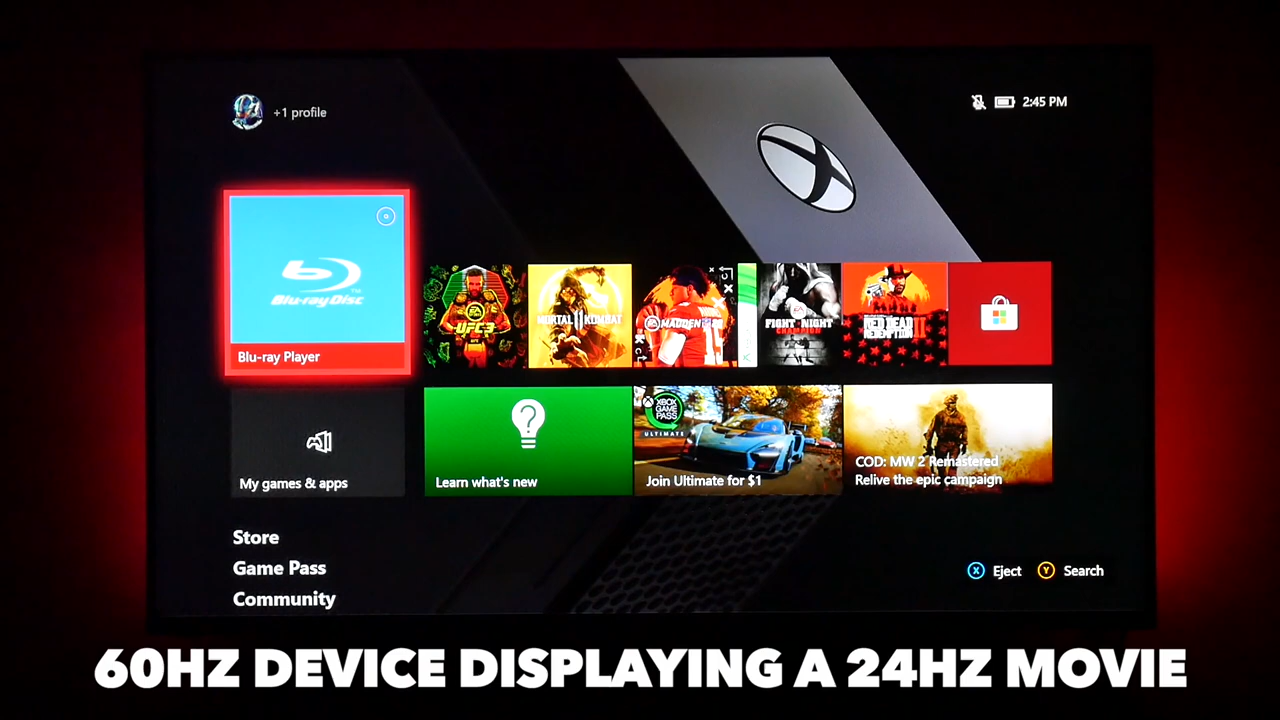 +1 profile
2:45 PM
Blu-ray Disc
Blu-ray Player
EA
UFC 3
MORTAL KOMBAT
11
EA
MADDEN
EA
FIGHT NIGHT
CHAMPION
RED DEAD
REDEMPTION II
My games & apps
Learn what's new
XBOX
GAME
PASS
ULTIMATE
Join Ultimate for $1
COD: MW 2 Remastered
Relive the epic campaign
Store
Game Pass
Community
X Eject Y Search
60HZ DEVICE DISPLAYING A 24HZ MOVIE